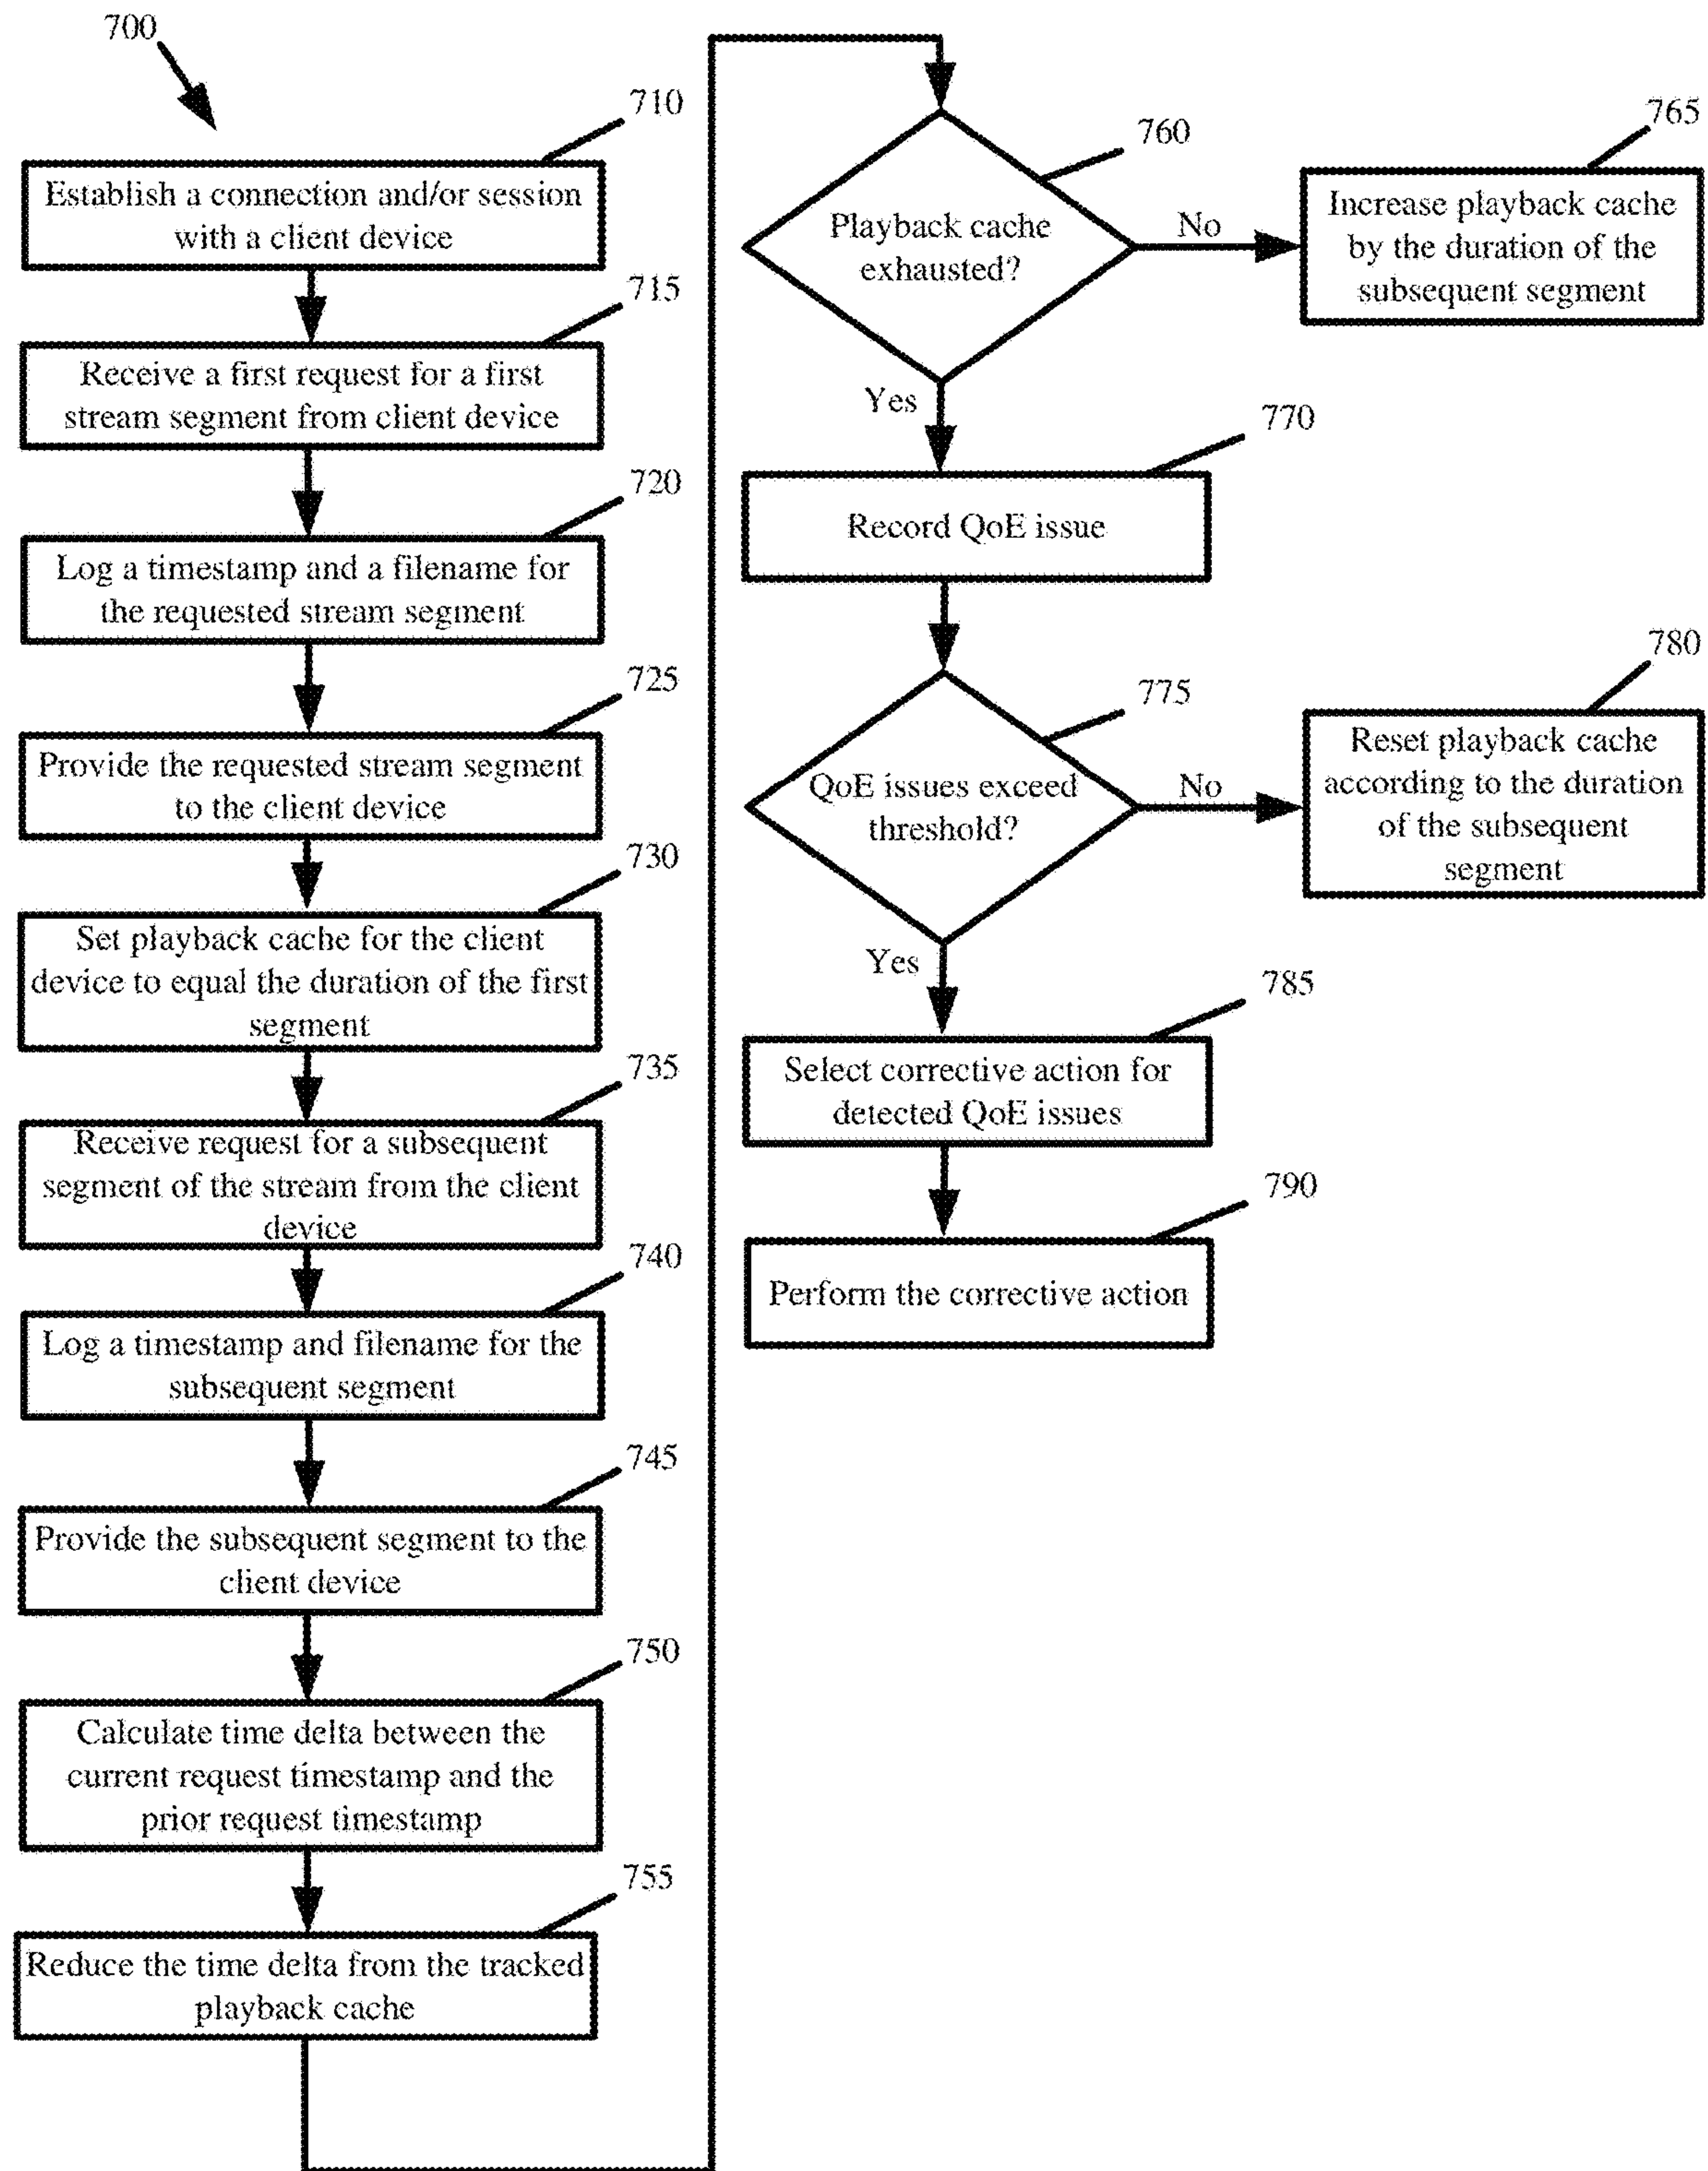 700
710
Establish a connection and/or session
with a client device
715
Receive a first request for a first
stream segment from client device
720
Log a timestamp and a filename for
the requested stream segment
725
Provide the requested stream segment
to the client device
730
Set playback cache for the client
device to equal the duration of the first
segment
735
Receive request for a subsequent
segment of the stream from the client
device
740
Log a timestamp and filename for the
subsequent segment
745
Provide the subsequent segment to the
client device
750
Calculate time delta between the
current request timestamp and the
prior request timestamp
755
Reduce the time delta from the tracked
playback cache
760
Playback cache
exhausted?
No
765
Increase playback cache
by the duration of the
subsequent segment
Yes
770
Record QoE issue
775
QoE issues exceed
threshold?
No
780
Reset playback cache
according to the duration
of the subsequent
segment
Yes
785
Select corrective action for
detected QoE issues
790
Perform the corrective action